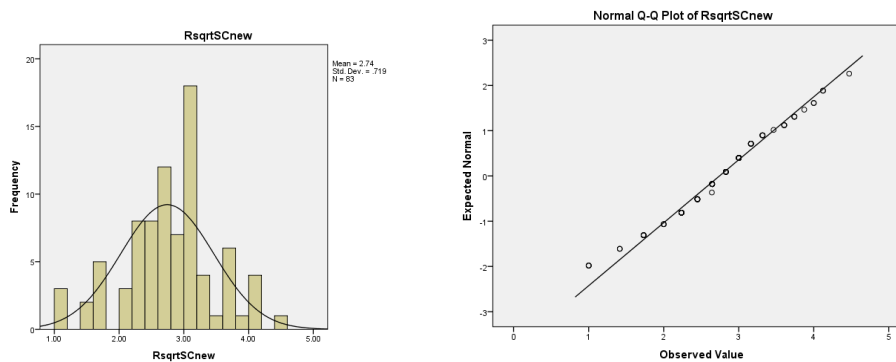 RsqrtSCnew
Mean = 2.74
Std. Dev. = .719
N = 83
20
15
10
5
0
Frequency
1.00 2.00 3.00 4.00 5.00
RsqrtSCnew
Normal Q-Q Plot of RsqrtSCnew
3
2
1
0
-1
-2
-3
Expected Normal
0 1 2 3 4 5
Observed Value